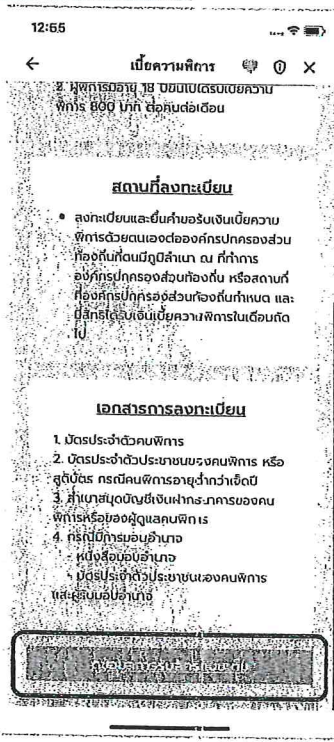 12:55
เบี้ยความพิการ
2. ผู้พิการมีอายุ 18 ปีขึ้นไปได้รับเบี้ยความ
พิการ 800 บาท ต่อคนต่อเดือน
สถานที่ลงทะเบียน
• ลงทะเบียนและยื่นคำขอรับเงินเบี้ยความ
พิการด้วยตนเองต่อองค์กรปกครองส่วน
ท้องถิ่นที่ตนมีภูมิลำเนา ณ ที่ทำการ
องค์กรปกครองส่วนท้องถิ่น หรือสถานที่
ที่องค์กรปกครองส่วนท้องถิ่นกำหนด และ
มีสิทธิได้รับเงินเบี้ยความพิการในเดือนถัด
ไป
เอกสารการลงทะเบียน
1. บัตรประจำตัวคนพิการ
2. บัตรประจำตัวประชาชนของคนพิการ หรือ
สูติบัตร กรณีคนพิการอายุต่ำกว่าเจ็ดปี
3. สำเนาสมุดบัญชีเงินฝากธนาคารของคน
พิการหรือของผู้ดูแลคนพิการ
4. กรณีมีการมอบอำนาจ
- หนังสือมอบอำนาจ
- บัตรประจำตัวประชาชนของคนพิการ
และผู้รับมอบอำนาจ